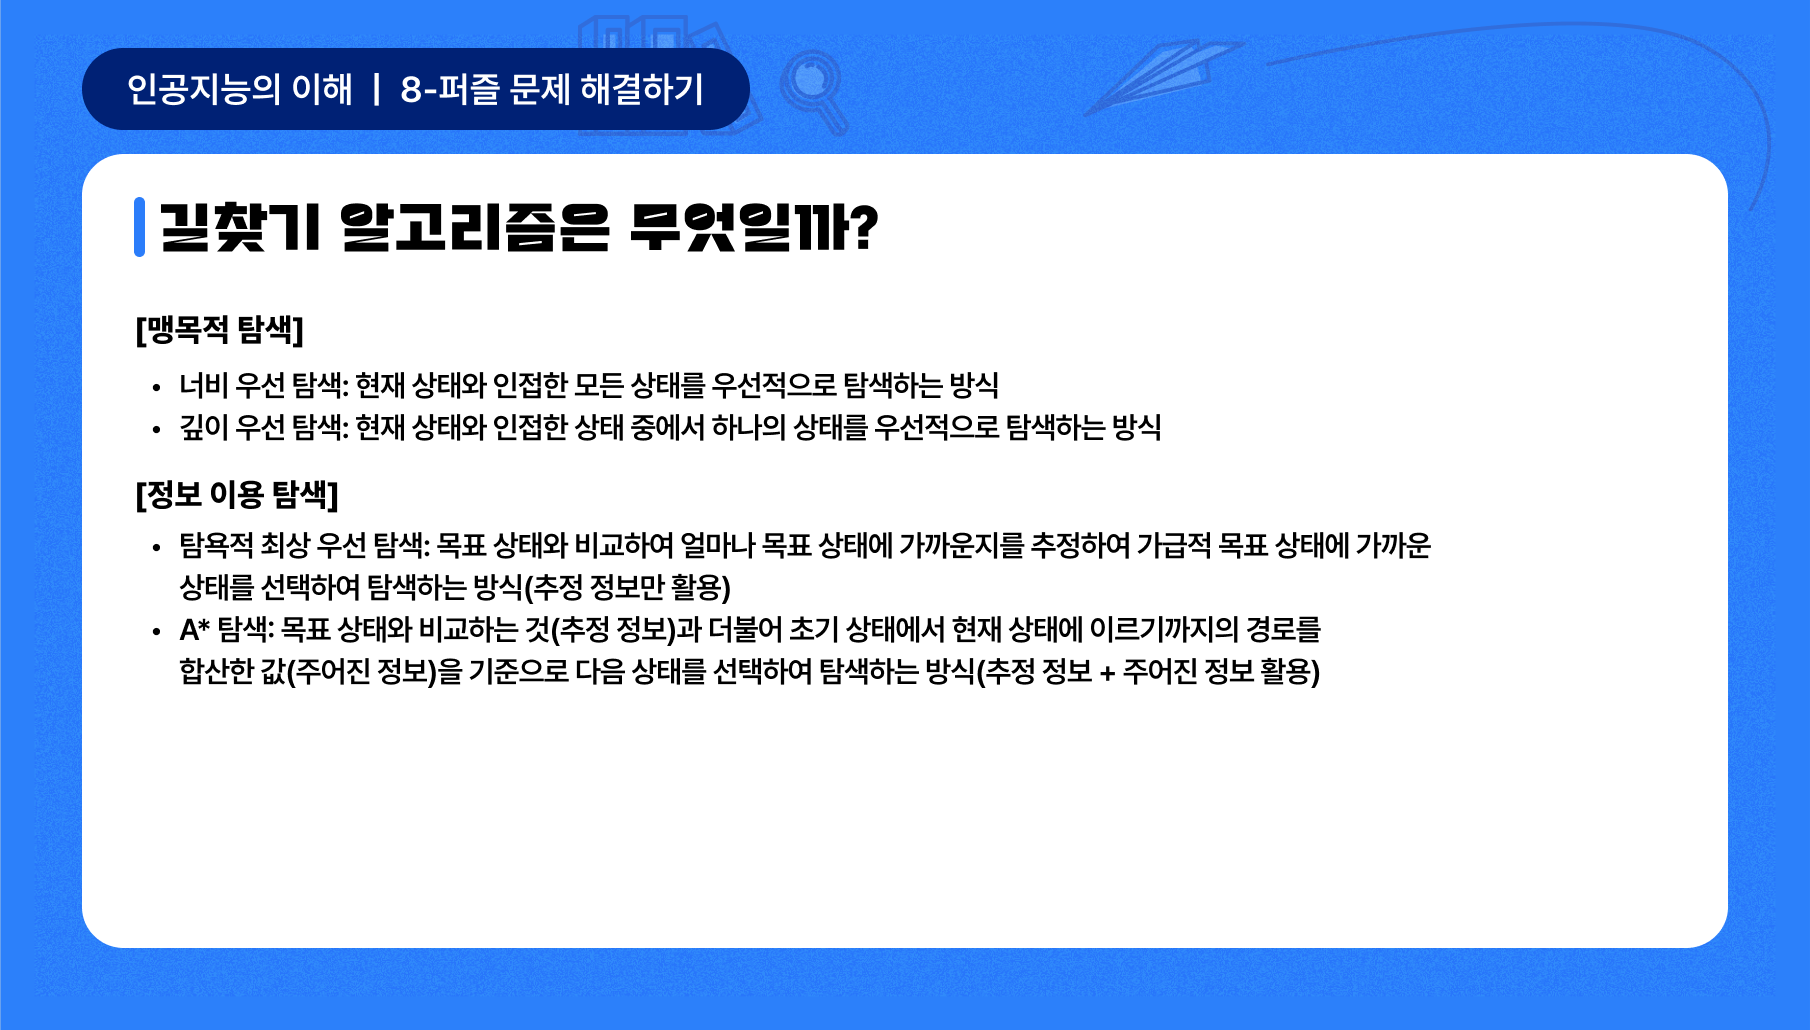 인공지능의 이해 | 8-퍼즐 문제 해결하기
길찾기 알고리즘은 무엇일까?
[맹목적 탐색]
• 너비 우선 탐색: 현재 상태와 인접한 모든 상태를 우선적으로 탐색하는 방식
• 깊이 우선 탐색: 현재 상태와 인접한 상태 중에서 하나의 상태를 우선적으로 탐색하는 방식
[정보 이용 탐색]
• 탐욕적 최상 우선 탐색: 목표 상태와 비교하여 얼마나 목표 상태에 가까운지를 추정하여 가급적 목표 상태에 가까운
상태를 선택하여 탐색하는 방식(추정 정보만 활용)
• A* 탐색: 목표 상태와 비교하는 것(추정 정보)과 더불어 초기 상태에서 현재 상태에 이르기까지의 경로를
합산한 값(주어진 정보)을 기준으로 다음 상태를 선택하여 탐색하는 방식(추정 정보 + 주어진 정보 활용)